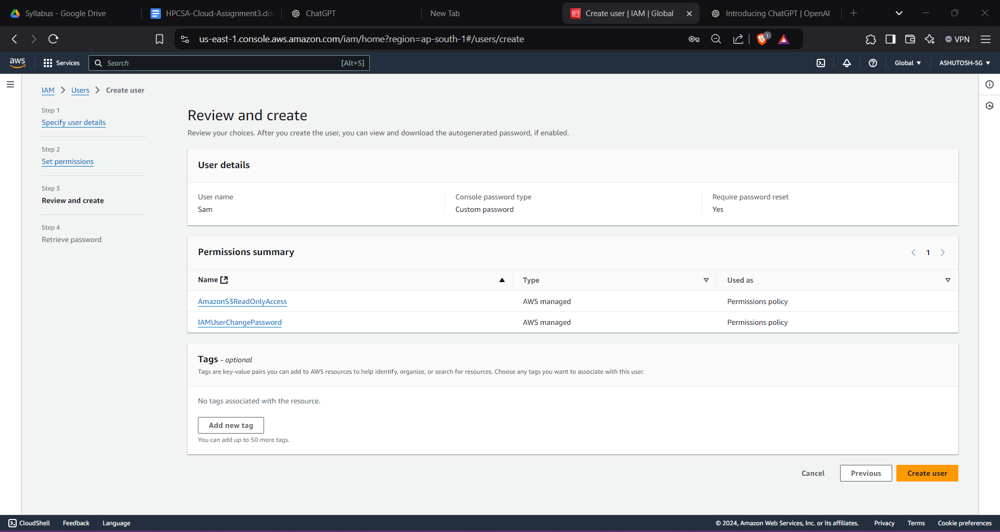 Syllabus - Google Drive
HPCSA-Cloud-Assignment3.do
ChatGPT
New Tab
Create user | IAM | Global
Introducing ChatGPT | OpenAI
us-east-1.console.aws.amazon.com/iam/home?region=ap-south-1#/users/create
1
VPN
aws
Services
Search
[Alt+S]
Global
ASHUTOSH-SG
IAM
Users
Create user
Step 1
Specify user details
Step 2
Set permissions
Step 3
Review and create
Step 4
Retrieve password
Review and create
Review your choices. After you create the user, you can view and download the autogenerated password, if enabled.
User details
User name
Sam
Console password type
Custom password
Require password reset
Yes
Permissions summary
1
Name
Type
Used as
AmazonS3ReadOnlyAccess
AWS managed
Permissions policy
IAMUserChangePassword
AWS managed
Permissions policy
Tags - optional
Tags are key-value pairs you can add to AWS resources to help identify, organize, or search for resources. Choose any tags you want to associate with this user.
No tags associated with the resource.
Add new tag
You can add up to 50 more tags.
Cancel
Previous
Create user
CloudShell
Feedback
Language
© 2024, Amazon Web Services, Inc. or its affiliates.
Privacy
Terms
Cookie preferences